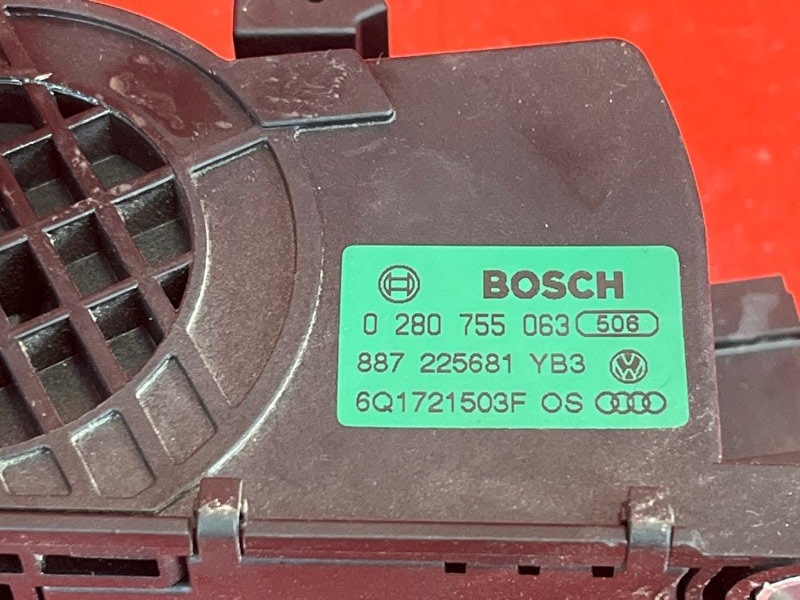 BOSCH
0 280 755 063 506
887 225681 YB3
6Q1721503F OS